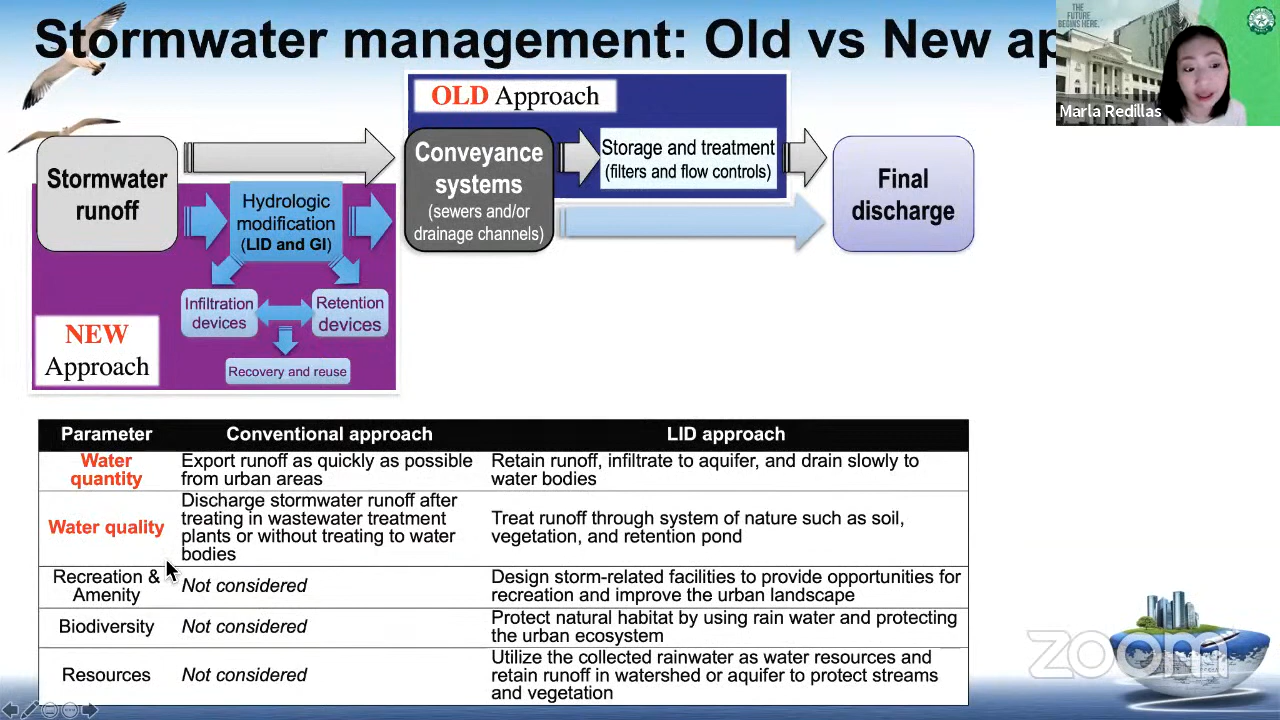 Stormwater management: Old vs New ap
THE
FUTURE
BEGINS HERE.
Marla Redillas
OLD Approach
Stormwater
runoff
Conveyance
systems
(sewers and/or
drainage channels)
Storage and treatment
(filters and flow controls)
Final
discharge
Hydrologic
modification
(LID and GI)
Infiltration
devices
Retention
devices
Recovery and reuse
NEW
Approach
Parameter Conventional approach LID approach
Water
quantity
Export runoff as quickly as possible
from urban areas
Retain runoff, infiltrate to aquifer, and drain slowly to
water bodies
Water quality
Discharge stormwater runoff after
treating in wastewater treatment
plants or without treating to water
bodies
Treat runoff through system of nature such as soil,
vegetation, and retention pond
Recreation &
Amenity
Not considered
Design storm-related facilities to provide opportunities for
recreation and improve the urban landscape
Biodiversity
Not considered
Protect natural habitat by using rain water and protecting
the urban ecosystem
Resources
Not considered
Utilize the collected rainwater as water resources and
retain runoff in watershed or aquifer to protect streams
and vegetation
zoom